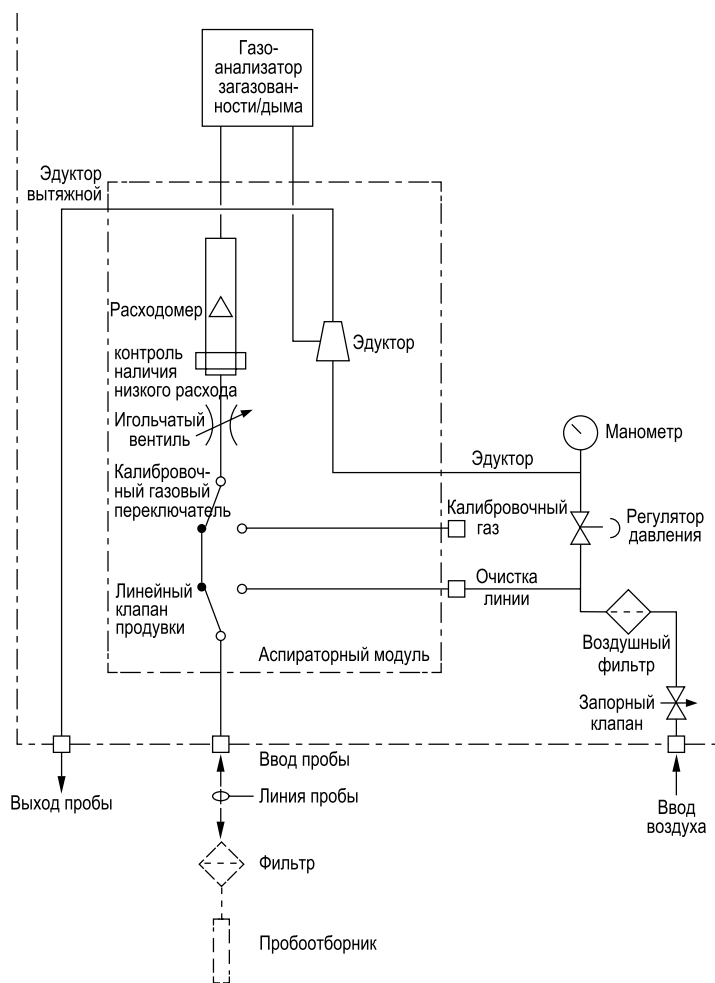 Газо-
анализатор
загазован-
ности/дыма
Эдуктор
вытяжной
Расходомер
Эдуктор
контроль
наличия
низкого расхода
Игольчатый
вентиль
Манометр
Эдуктор
Калибровоч-
ный газовый
переключатель
Калибровочный
газ
Регулятор
давления
Линейный
клапан
продувки
Очистка
линии
Воздушный
фильтр
Аспираторный модуль
Запорный
клапан
Ввод пробы
Выход пробы
Линия пробы
Ввод
воздуха
Фильтр
Пробоотборник